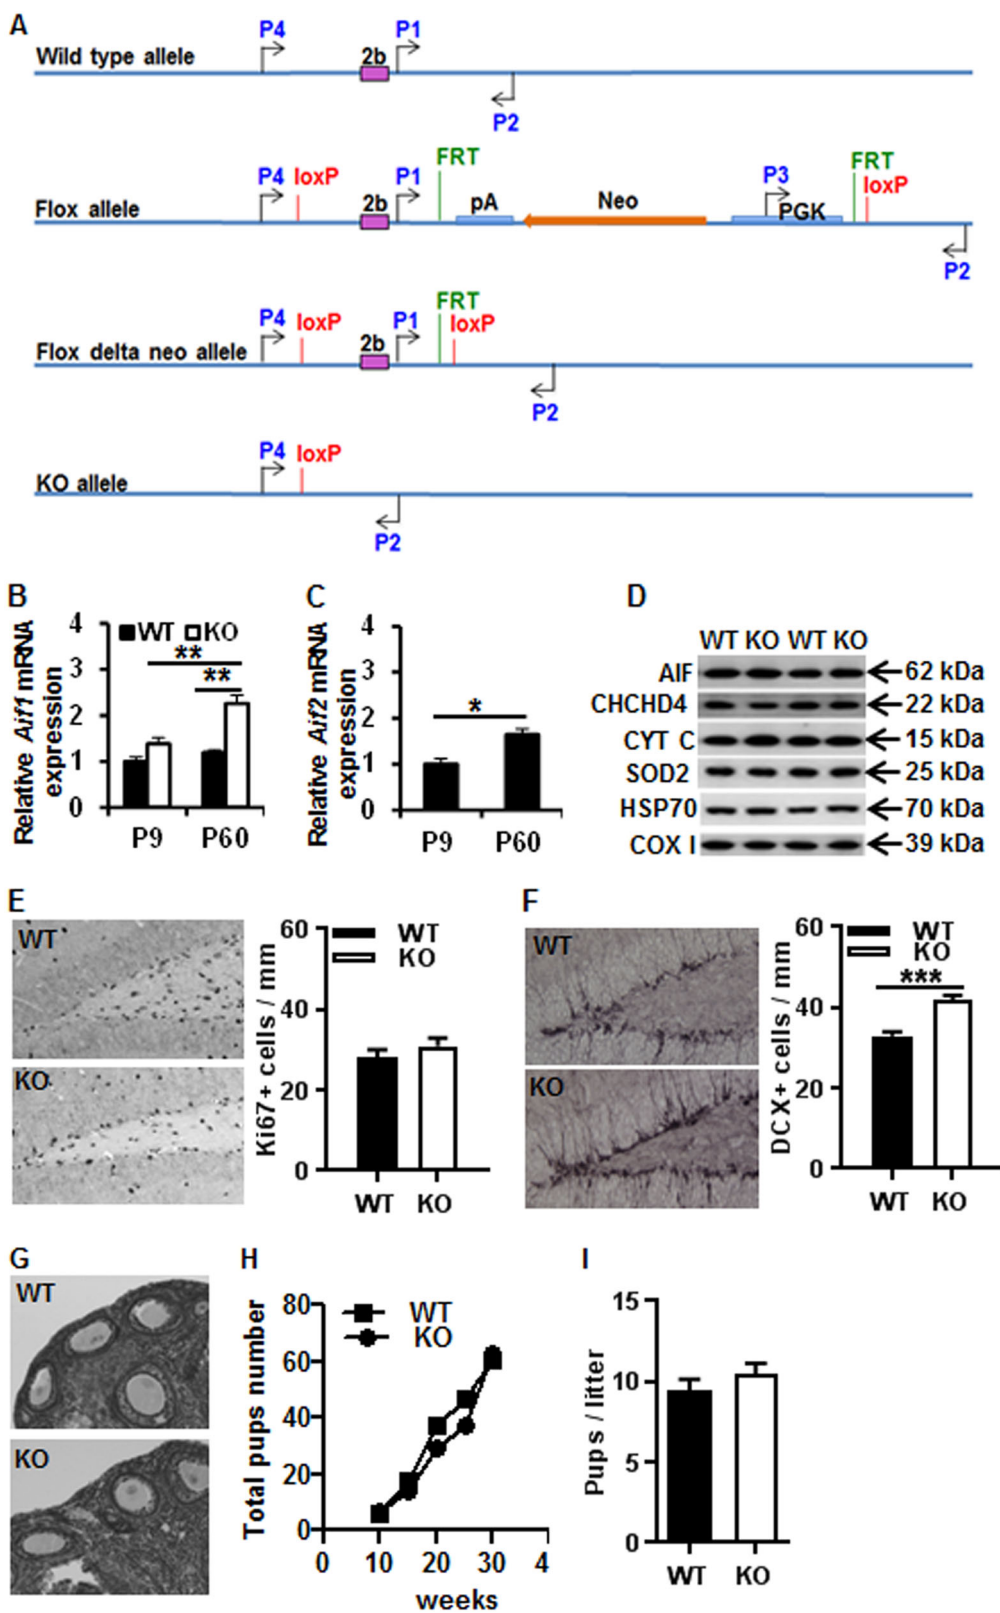 A
P4 P1
Wild type allele 2b
P2
FRT FRT
P4 loxP P1 P3 loxP
Flox allele 2b pA Neo PGK
P2
FRT
P4 loxP P1 loxP
Flox delta neo allele 2b
P2
P4 loxP
KO allele
P2
B
Relative Aif1 mRNA
expression
4
3
2
1
0
WT KO
**
**
P9 P60
C
Relative Aif2 mRNA
expression
4
3
2
1
0
*
P9 P60
D
WT KO WT KO
AIF 62 kDa
CHCHD4 22 kDa
CYT C 15 kDa
SOD2 25 kDa
HSP70 70 kDa
COX I 39 kDa
E
WT
KO
Ki67+ cells / mm
60
40
20
0
WT
KO
WT KO
F
WT
KO
DCX+ cells / mm
60
40
20
0
WT
KO
***
WT KO
G
WT
KO
H
Total pups number
80
60
40
20
0
WT
KO
0 10 20 30 4
weeks
I
Pups / litter
15
10
5
0
WT KO